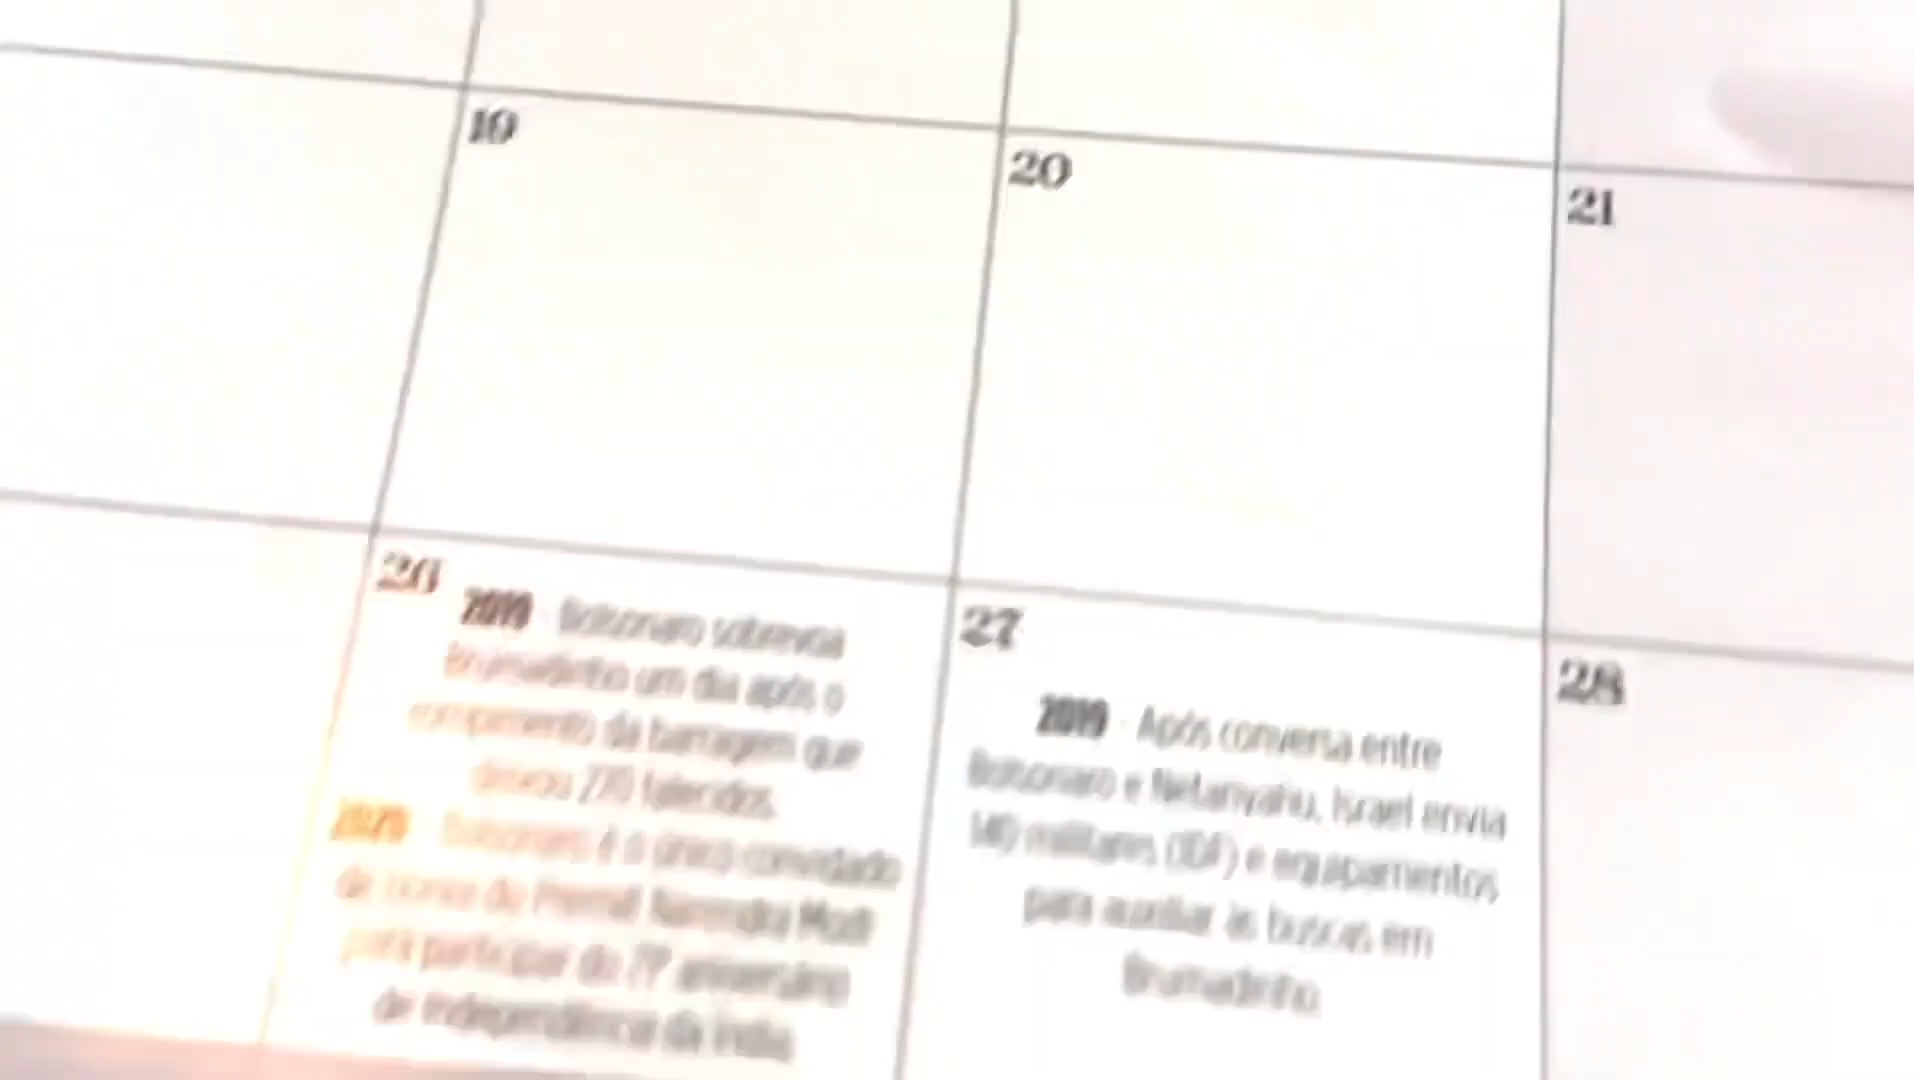 19
20
21
26
2019 - Bolsonaro sobrevoa
Brumadinho um dia após o
rompimento da barragem que
deixou 270 falecidos.
2020 - Bolsonaro é o único convidado
de honra do Premiê Narendra Modi
para participar do 71º aniversário
de independência da Índia
27
2019 - Após conversa entre
Bolsonaro e Netanyahu, Israel envia
militares (IDF) e equipamentos
para auxiliar as buscas em
Brumadinho.
28